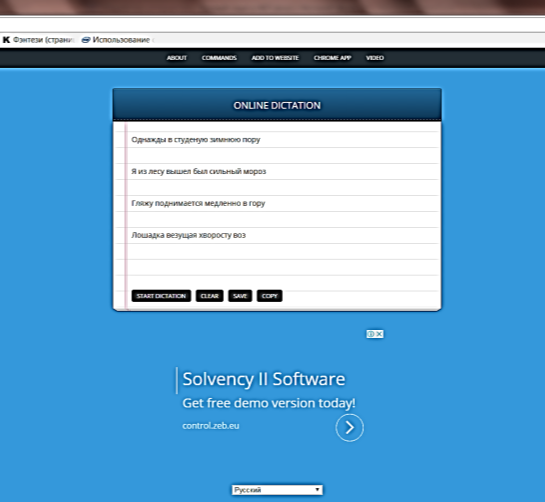 Фэнтези (страни
Использование
ABOUT COMMANDS ADD TO WEBSITE CHROME APP VIDEO
ONLINE DICTATION
Однажды в студеную зимнюю пору
Я из лесу вышел был сильный мороз
Гляжу поднимается медленно в гору
Лошадка везущая хворосту воз
START DICTATION CLEAR SAVE COPY
Solvency II Software
Get free demo version today!
control.zeb.eu
Русский